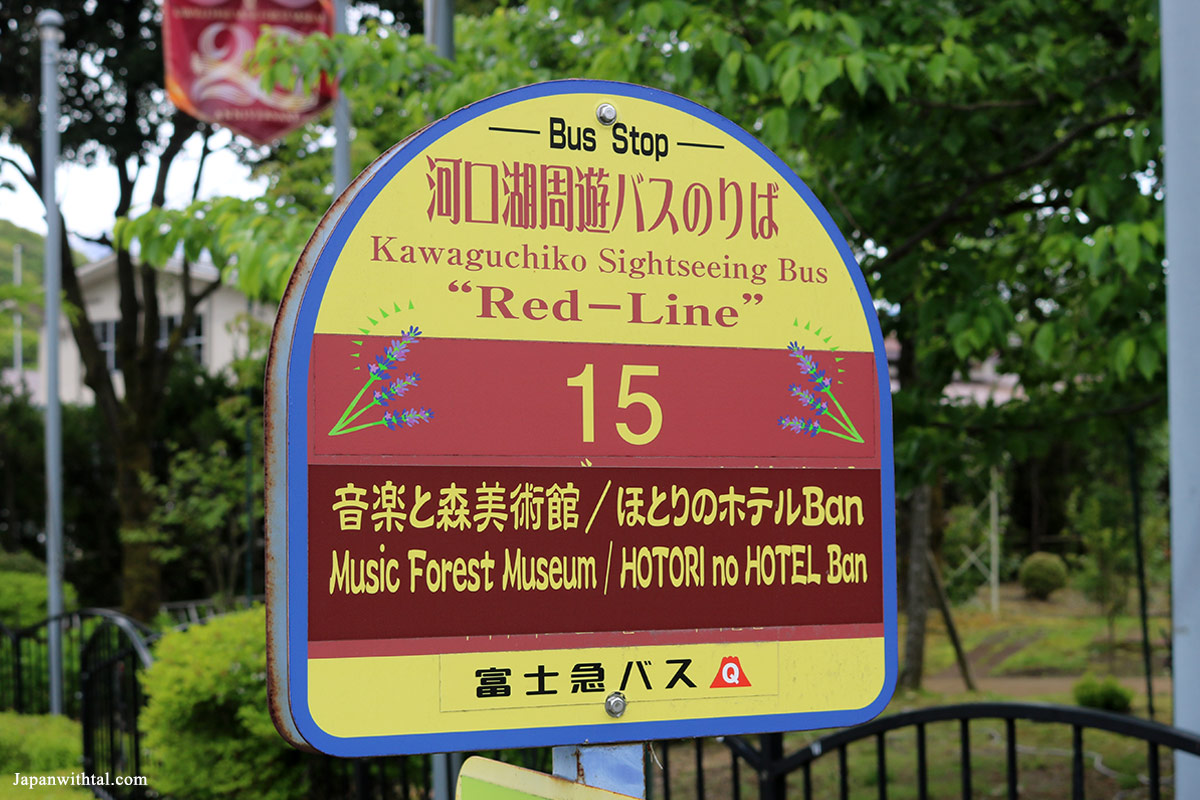 Bus Stop
河口湖周遊バスのりば
Kawaguchiko Sightseeing Bus
“Red-Line”
15
音楽と森美術館/ほとりのホテルBan
Music Forest Museum/HOTORI no HOTEL Ban
富士急バス Q
Japanwithtal.com